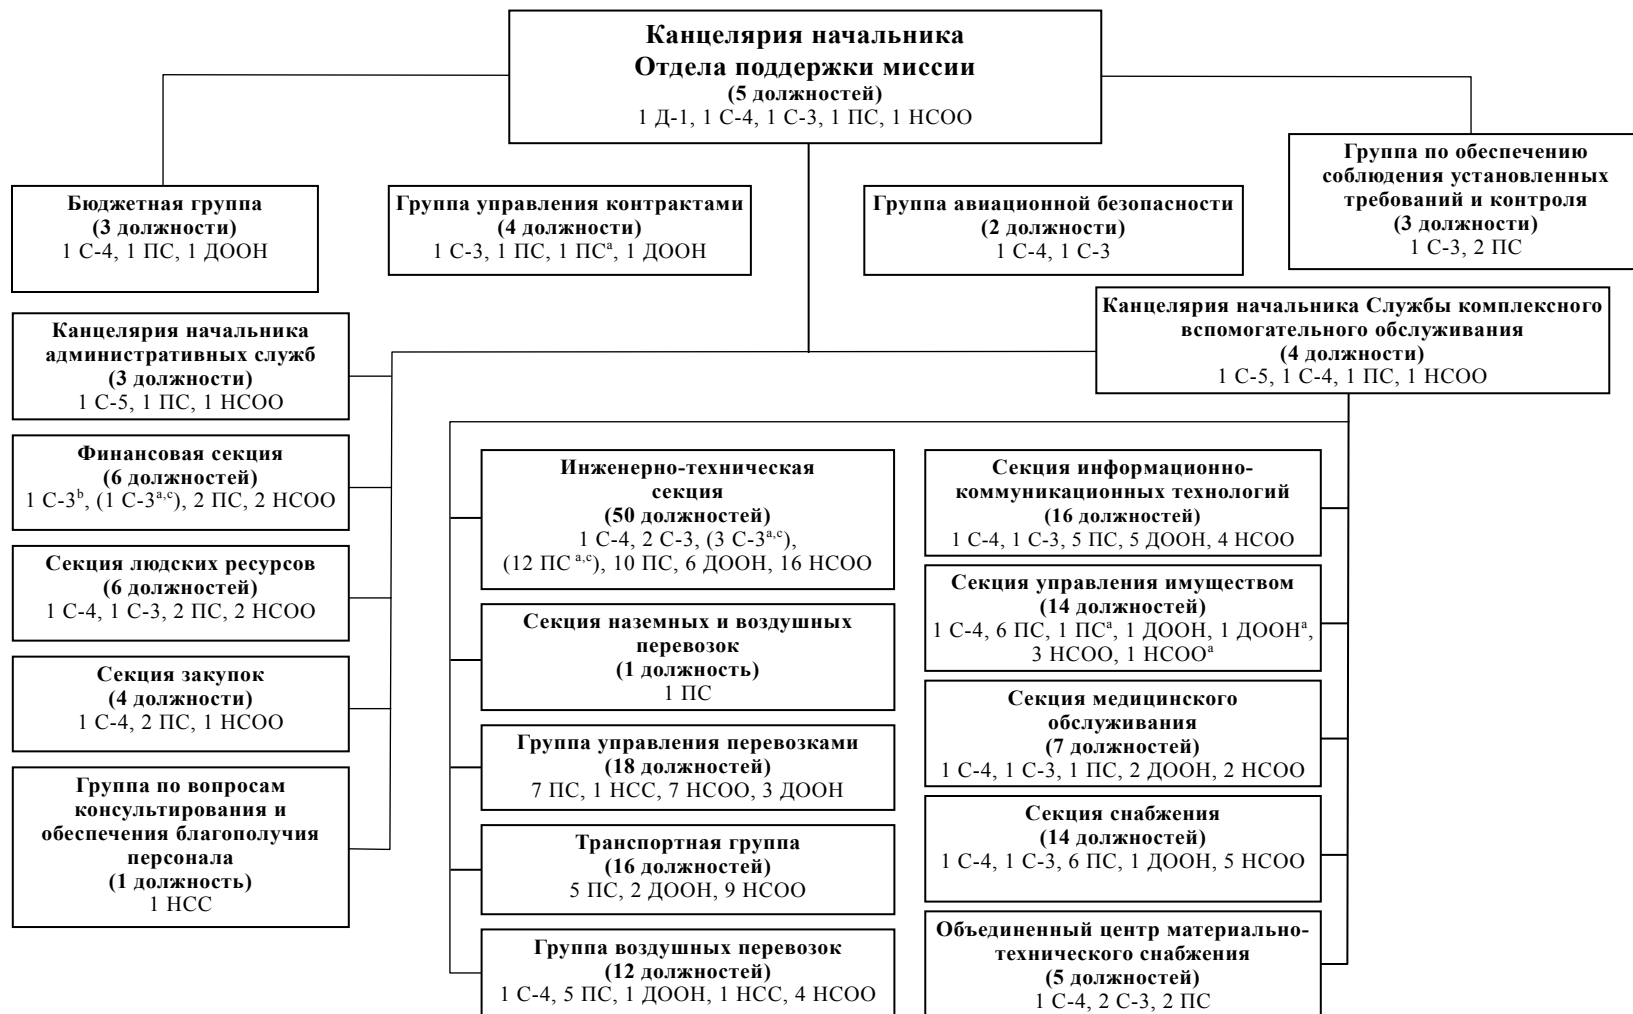 Канцелярия начальника
Отдела поддержки миссии
(5 должностей)
1 Д-1, 1 С-4, 1 С-3, 1 ПС, 1 НСОО
Бюджетная группа
(3 должности)
1 С-4, 1 ПС, 1 ДООН
Группа управления контрактами
(4 должности)
1 С-3, 1 ПС, 1 ПСᵃ, 1 ДООН
Группа авиационной безопасности
(2 должности)
1 С-4, 1 С-3
Группа по обеспечению
соблюдения установленных
требований и контроля
(3 должности)
1 С-3, 2 ПС
Канцелярия начальника Службы комплексного
вспомогательного обслуживания
(4 должности)
1 С-5, 1 С-4, 1 ПС, 1 НСОО
Канцелярия начальника
административных служб
(3 должности)
1 С-5, 1 ПС, 1 НСОО
Финансовая секция
(6 должностей)
1 С-3ᵇ, (1 С-3ᵃ,ᶜ), 2 ПС, 2 НСОО
Секция людских ресурсов
(6 должностей)
1 С-4, 1 С-3, 2 ПС, 2 НСОО
Секция закупок
(4 должности)
1 С-4, 2 ПС, 1 НСОО
Группа по вопросам
консультирования и
обеспечения благополучия
персонала
(1 должность)
1 НСС
Инженерно-техническая
секция
(50 должностей)
1 С-4, 2 С-3, (3 С-3ᵃ,ᶜ),
(12 ПС ᵃ,ᶜ), 10 ПС, 6 ДООН, 16 НСОО
Секция наземных и воздушных
перевозок
(1 должность)
1 ПС
Группа управления перевозками
(18 должностей)
7 ПС, 1 НСС, 7 НСОО, 3 ДООН
Транспортная группа
(16 должностей)
5 ПС, 2 ДООН, 9 НСОО
Группа воздушных перевозок
(12 должностей)
1 С-4, 5 ПС, 1 ДООН, 1 НСС, 4 НСОО
Секция информационно-
коммуникационных технологий
(16 должностей)
1 С-4, 1 С-3, 5 ПС, 5 ДООН, 4 НСОО
Секция управления имуществом
(14 должностей)
1 С-4, 6 ПС, 1 ПСᵃ, 1 ДООН, 1 ДООНᵃ,
3 НСОО, 1 НСООᵃ
Секция медицинского
обслуживания
(7 должностей)
1 С-4, 1 С-3, 1 ПС, 2 ДООН, 2 НСОО
Секция снабжения
(14 должностей)
1 С-4, 1 С-3, 6 ПС, 1 ДООН, 5 НСОО
Объединенный центр материально-
технического снабжения
(5 должностей)
1 С-4, 2 С-3, 2 ПС